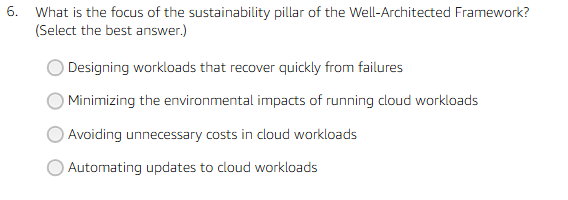 6. What is the focus of the sustainability pillar of the Well-Architected Framework?
(Select the best answer.)
Designing workloads that recover quickly from failures
Minimizing the environmental impacts of running cloud workloads
Avoiding unnecessary costs in cloud workloads
Automating updates to cloud workloads